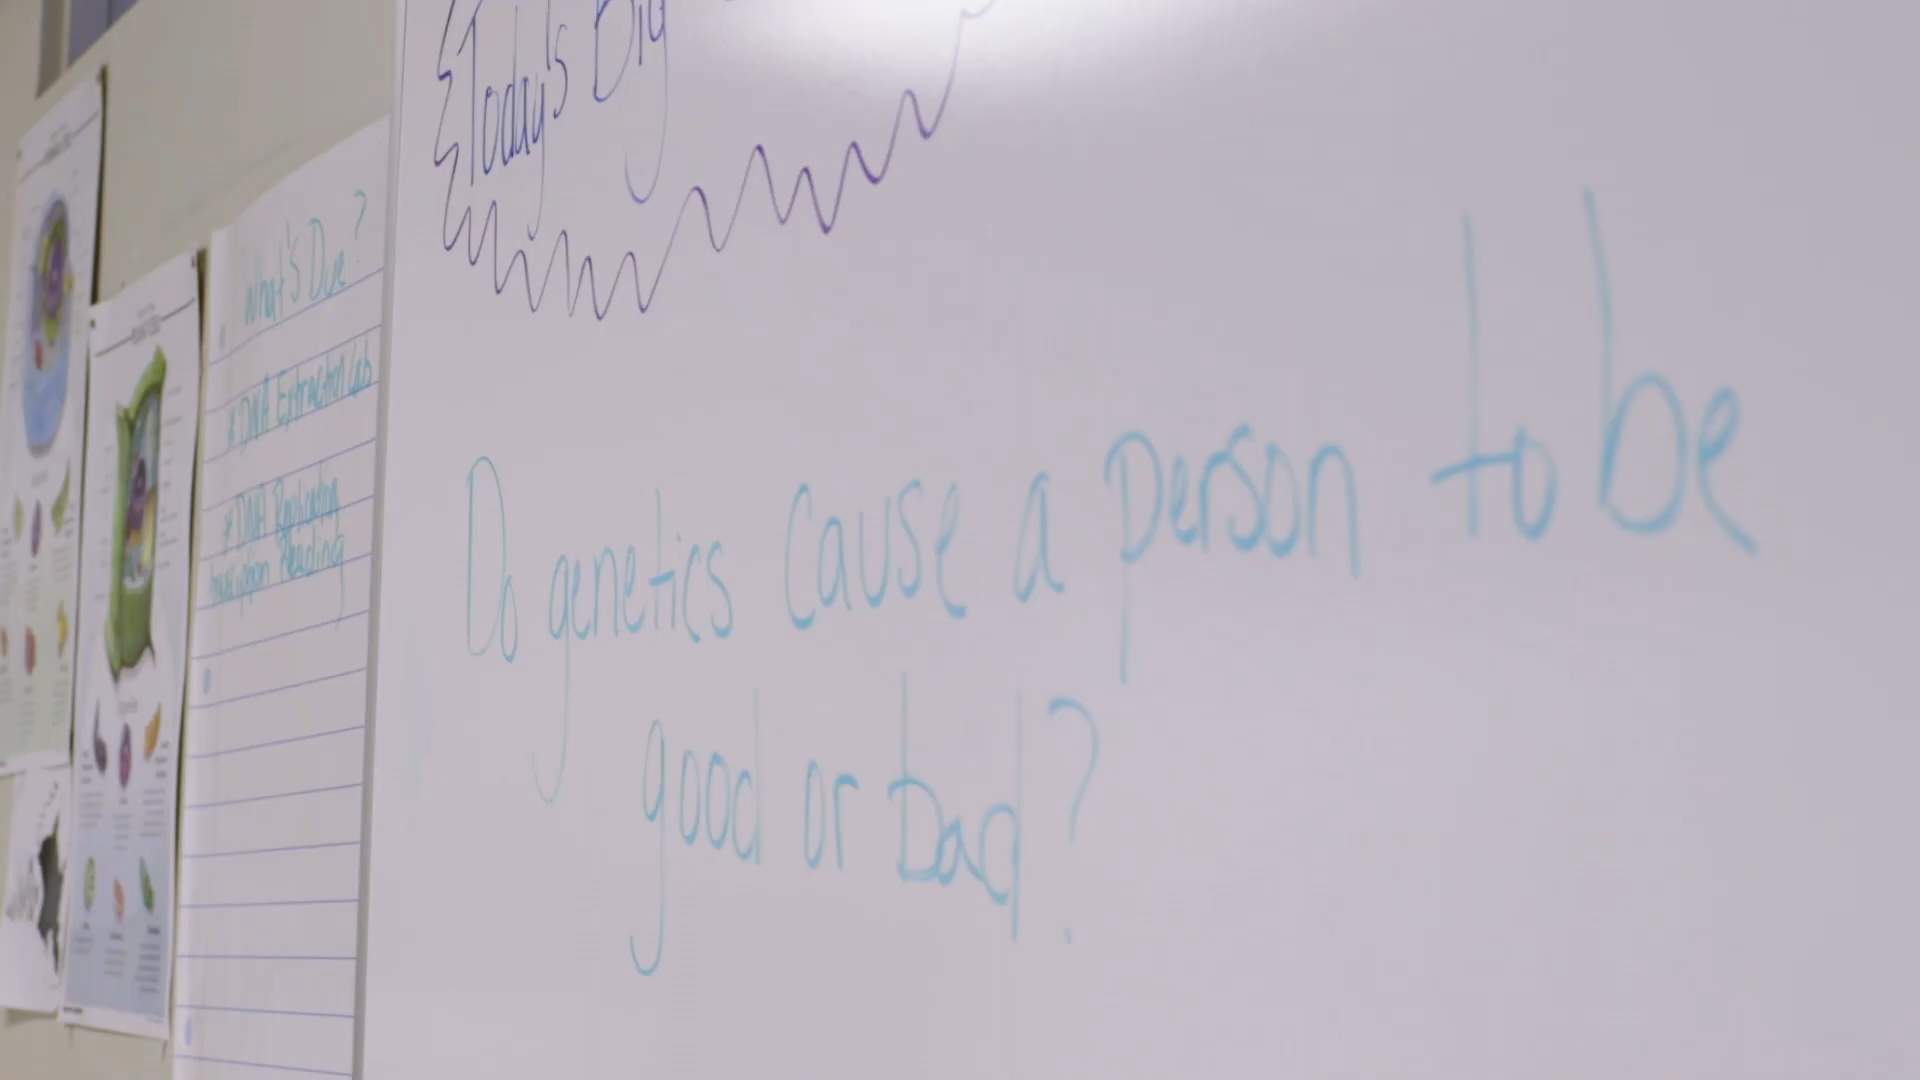 Today's Big
What's Due?
* DNA Extraction Lab
* DNA Replication
Transcription Reading
Do genetics cause a person to be
good or bad?